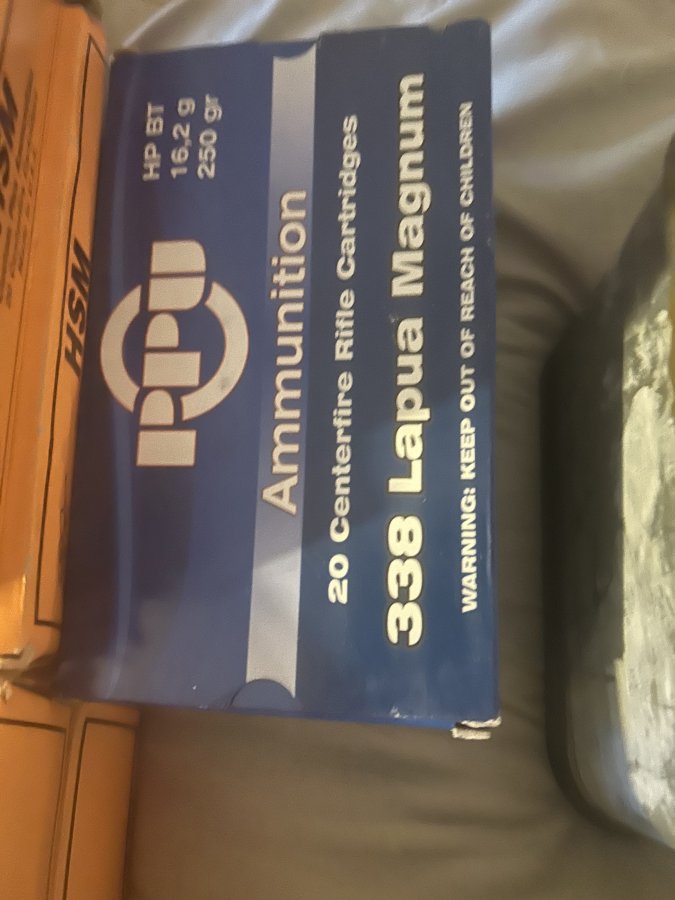 HSM
HP BT
16,2 g
250 gr
PPU
Ammunition
20 Centerfire Rifle Cartridges
338 Lapua Magnum
WARNING: KEEP OUT OF REACH OF CHILDREN